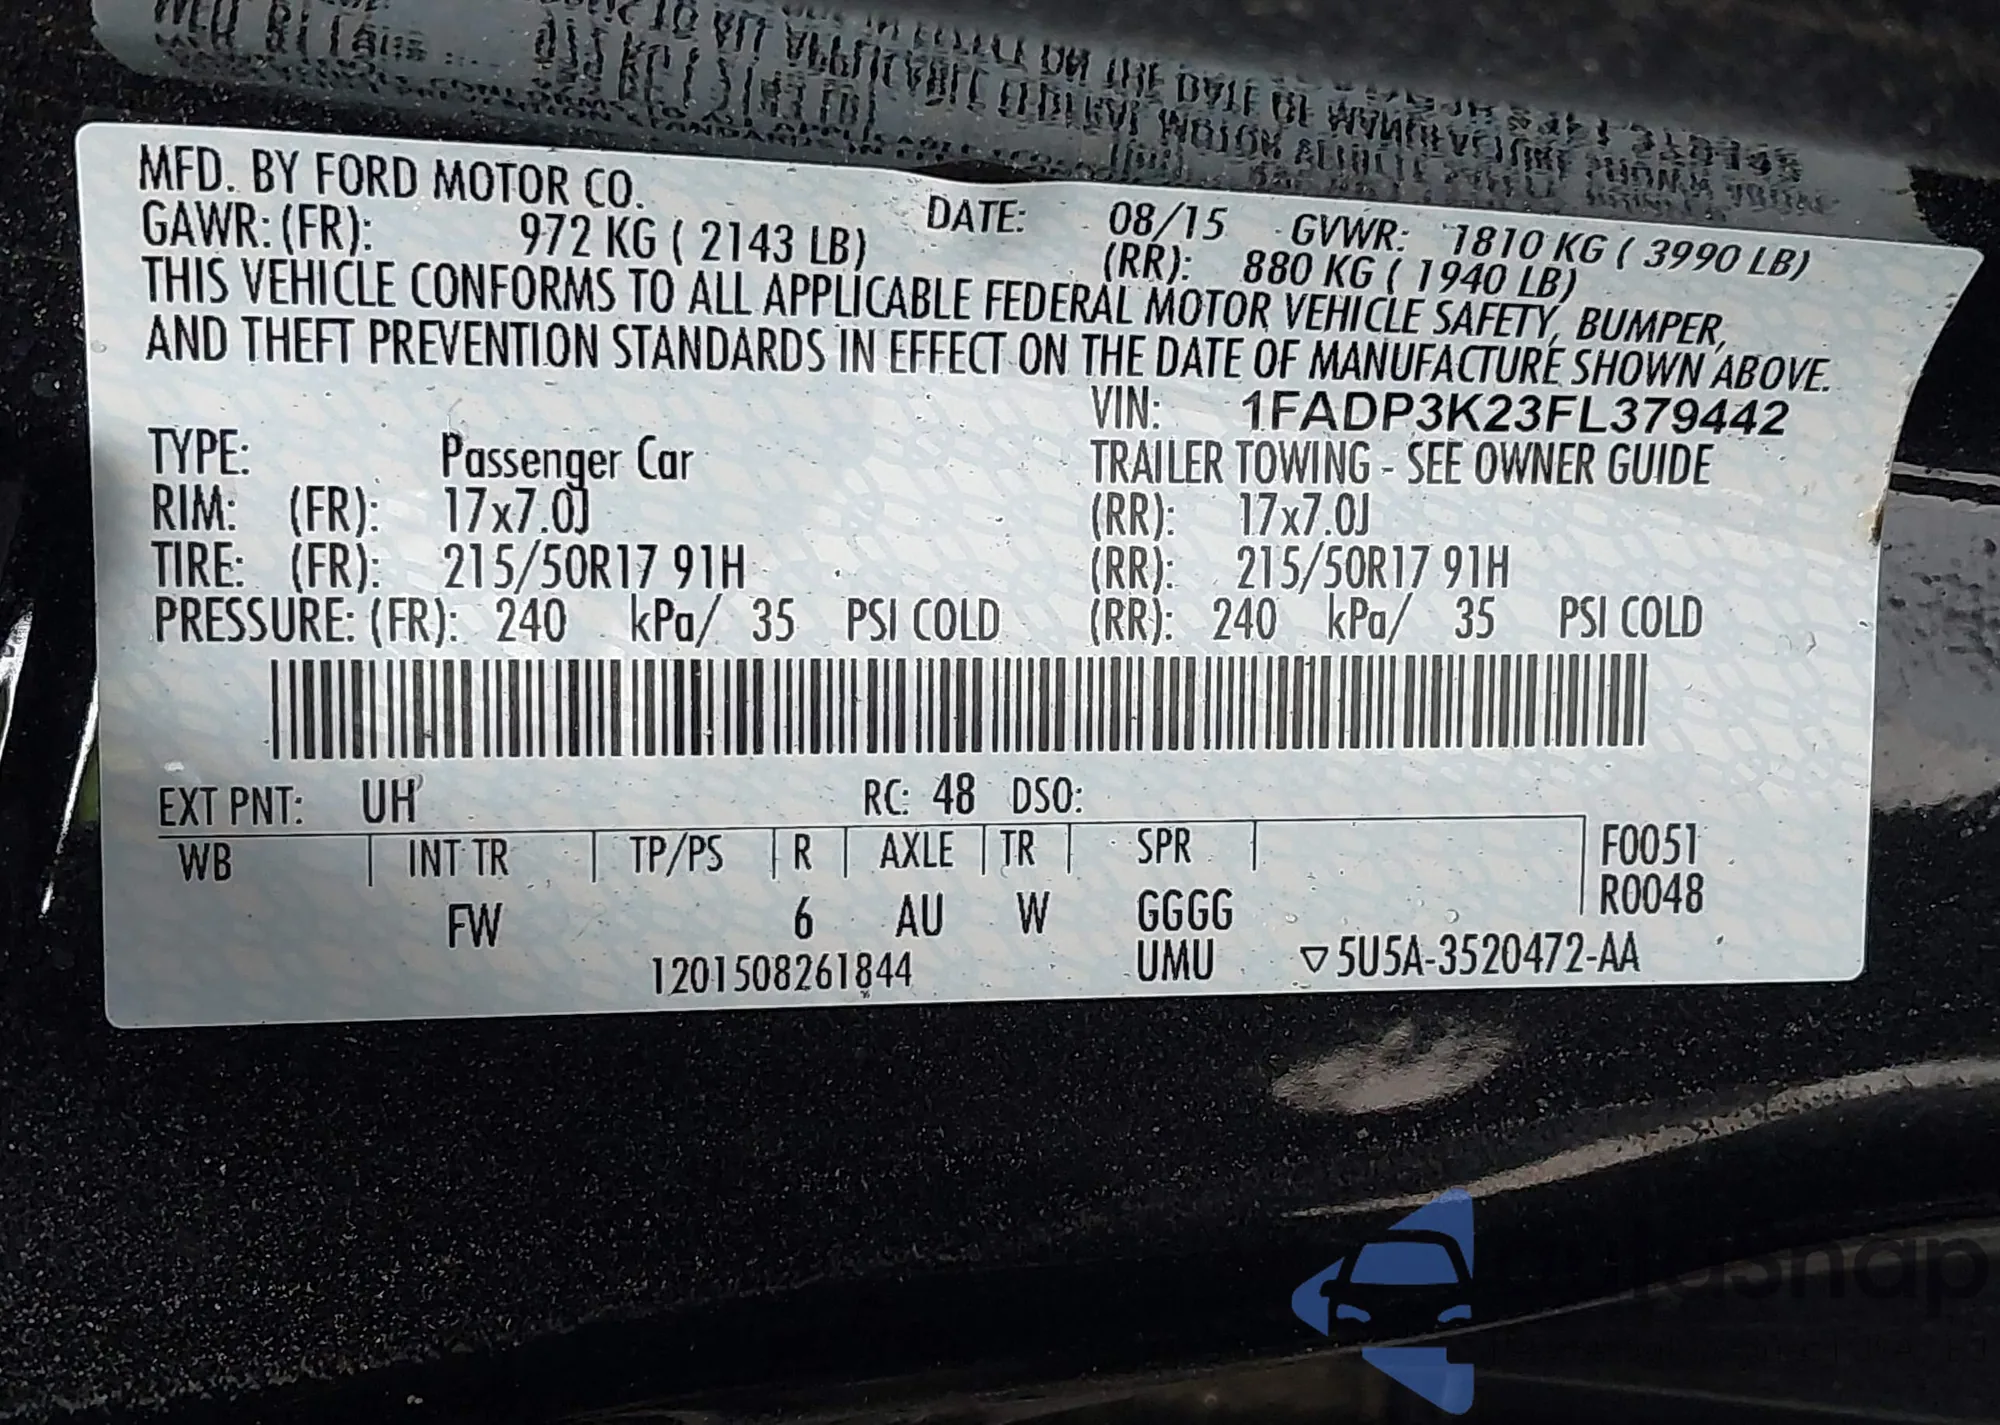 MFD. BY FORD MOTOR CO.
DATE: 08/15 GVWR: 1810 KG ( 3990 LB)
GAWR: (FR): 972 KG ( 2143 LB) (RR): 880 KG ( 1940 LB)
THIS VEHICLE CONFORMS TO ALL APPLICABLE FEDERAL MOTOR VEHICLE SAFETY, BUMPER,
AND THEFT PREVENTION STANDARDS IN EFFECT ON THE DATE OF MANUFACTURE SHOWN ABOVE.
VIN: 1FADP3K23FL379442
TYPE: Passenger Car TRAILER TOWING - SEE OWNER GUIDE
RIM: (FR): 17x7.0J (RR): 17x7.0J
TIRE: (FR): 215/50R17 91H (RR): 215/50R17 91H
PRESSURE: (FR): 240 kPa/ 35 PSI COLD (RR): 240 kPa/ 35 PSI COLD
EXT PNT: UH RC: 48 DSO:
WB INT TR TP/PS R AXLE TR SPR F0051
R0048
FW 6 AU W GGGG
1201508261844 UMU ▽5U5A-3520472-AA